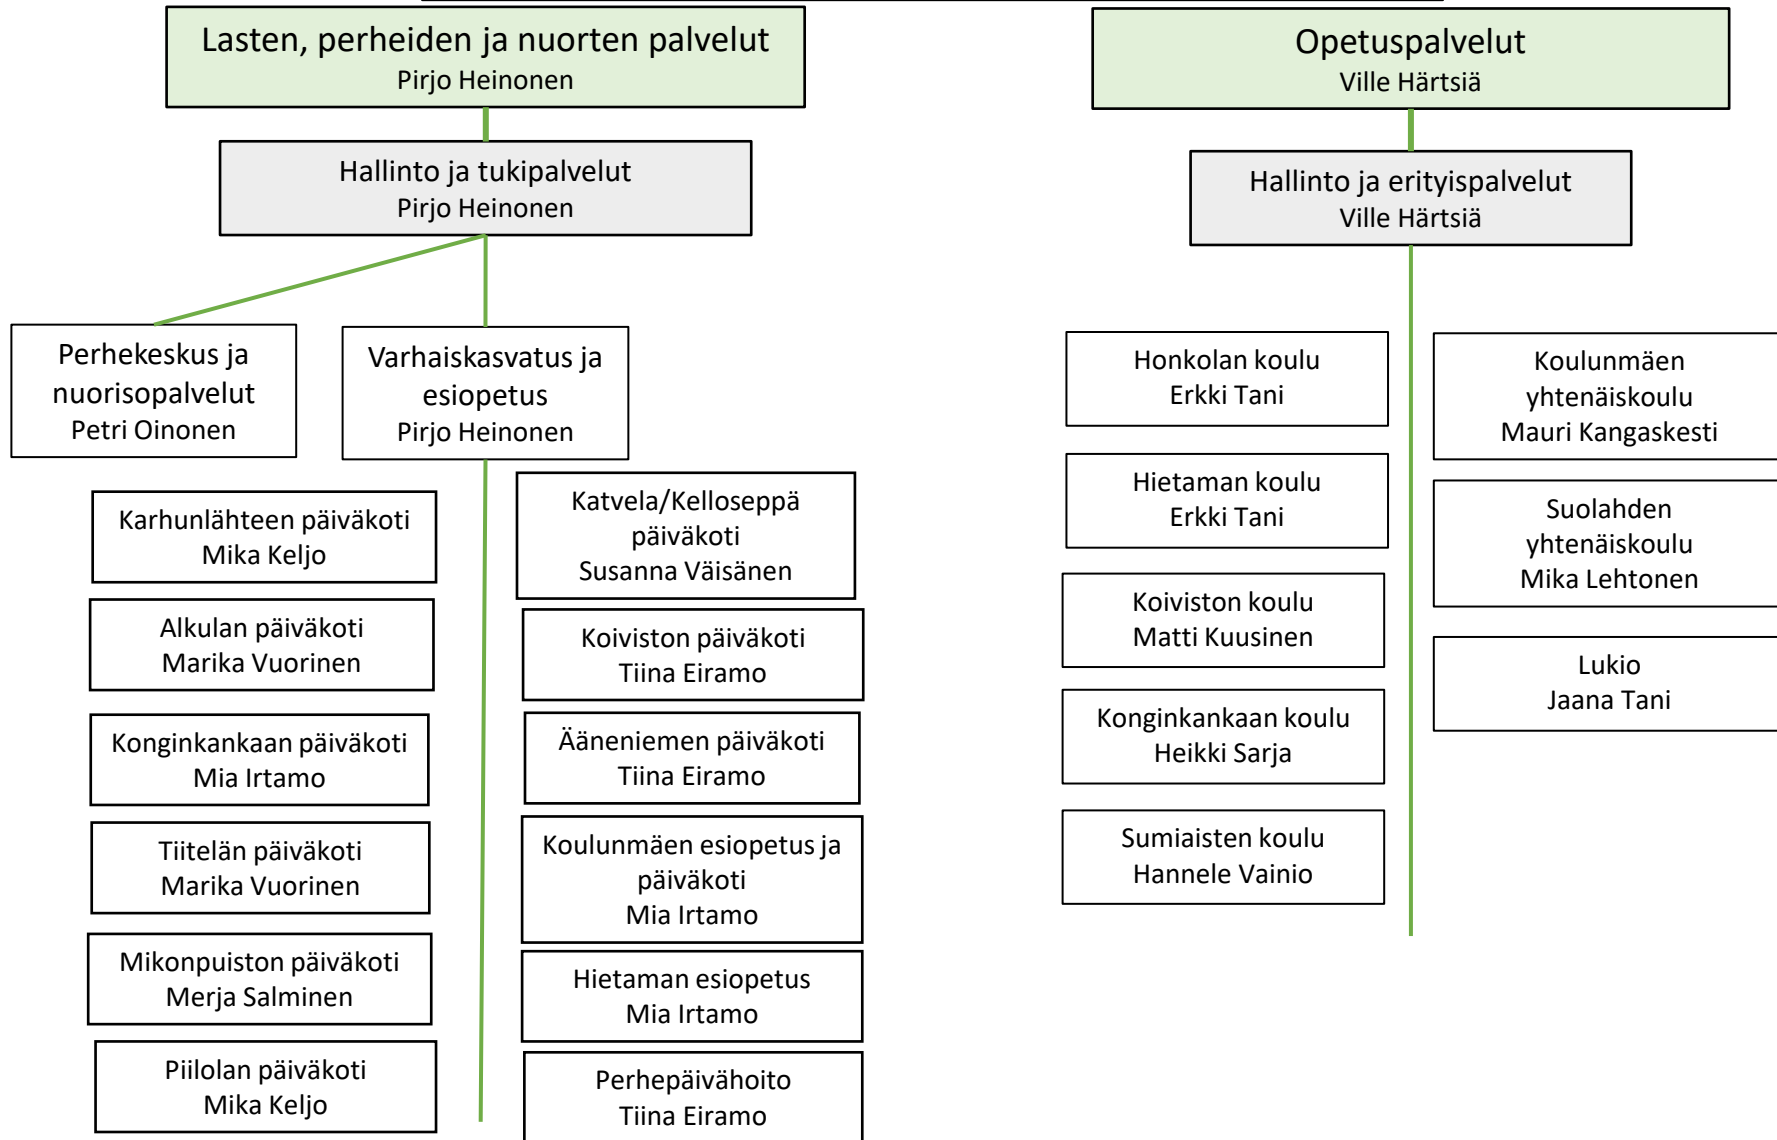 Lasten, perheiden ja nuorten palvelut
Pirjo Heinonen
Hallinto ja tukipalvelut
Pirjo Heinonen
Perhekeskus ja
nuorisopalvelut
Petri Oinonen
Varhaiskasvatus ja
esiopetus
Pirjo Heinonen
Karhunlähteen päiväkoti
Mika Keljo
Alkulan päiväkoti
Marika Vuorinen
Konginkankaan päiväkoti
Mia Irtamo
Tiitelän päiväkoti
Marika Vuorinen
Mikonpuiston päiväkoti
Merja Salminen
Piilolan päiväkoti
Mika Keljo
Katvela/Kelloseppä
päiväkoti
Susanna Väisänen
Koiviston päiväkoti
Tiina Eiramo
Ääneniemen päiväkoti
Tiina Eiramo
Koulunmäen esiopetus ja
päiväkoti
Mia Irtamo
Hietaman esiopetus
Mia Irtamo
Perhepäivähoito
Tiina Eiramo
Opetuspalvelut
Ville Härtsiä
Hallinto ja erityispalvelut
Ville Härtsiä
Honkolan koulu
Erkki Tani
Hietaman koulu
Erkki Tani
Koiviston koulu
Matti Kuusinen
Konginkankaan koulu
Heikki Sarja
Sumiaisten koulu
Hannele Vainio
Koulunmäen
yhtenäiskoulu
Mauri Kangaskesti
Suolahden
yhtenäiskoulu
Mika Lehtonen
Lukio
Jaana Tani